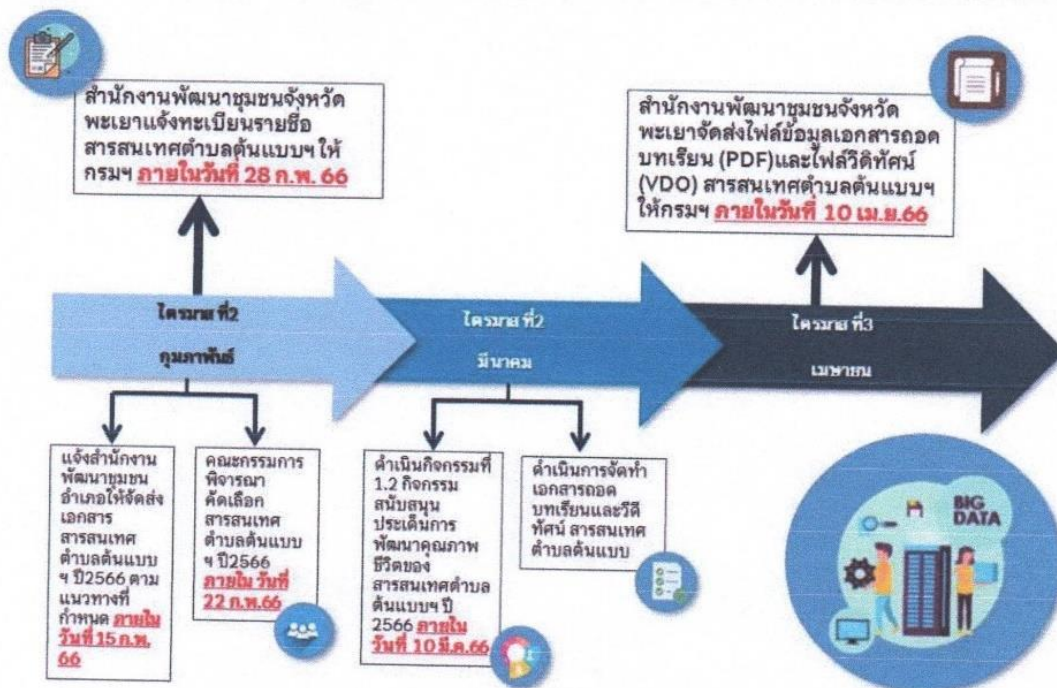 สำนักงานพัฒนาชุมชนจังหวัด
พะเยาแจ้งทะเบียนรายชื่อ
สารสนเทศตำบลต้นแบบฯ ให้
กรมฯ ภายในวันที่ 28 ก.พ. 66
สำนักงานพัฒนาชุมชนจังหวัด
พะเยาจัดส่งไฟล์ข้อมูลเอกสารถอด
บทเรียน (PDF)และไฟล์วิดิทัศน์
(VDO) สารสนเทศตำบลต้นแบบฯ
ให้กรมฯ ภายในวันที่ 10 เม.ย.66
ไตรมาส ที่2
กุมภาพันธ์
ไตรมาส ที่2
มีนาคม
ไตรมาส ที่3
เมษายน
แจ้งสำนักงาน
พัฒนาชุมชน
อำเภอให้จัดส่ง
เอกสาร
สารสนเทศ
ตำบลต้นแบบ
ฯ ปี2566 ตาม
แนวทางที่
กำหนด ภายใน
วันที่ 15 ก.พ.
66
คณะกรรมการ
พิจารณา
คัดเลือก
สารสนเทศ
ตำบลต้นแบบ
ฯ ปี2566
ภายใน วันที่
22 ก.พ.66
ดำเนินกิจกรรมที่
1.2 กิจกรรม
สนับสนุน
ประเด็นการ
พัฒนาคุณภาพ
ชีวิตของ
สารสนเทศตำบล
ต้นแบบฯ ปี
2566 ภายใน
วันที่ 10 มี.ค.66
ดำเนินการจัดทำ
เอกสารถอด
บทเรียนและวีดิ
ทัศน์ สารสนเทศ
ตำบลต้นแบบ
BIG
DATA